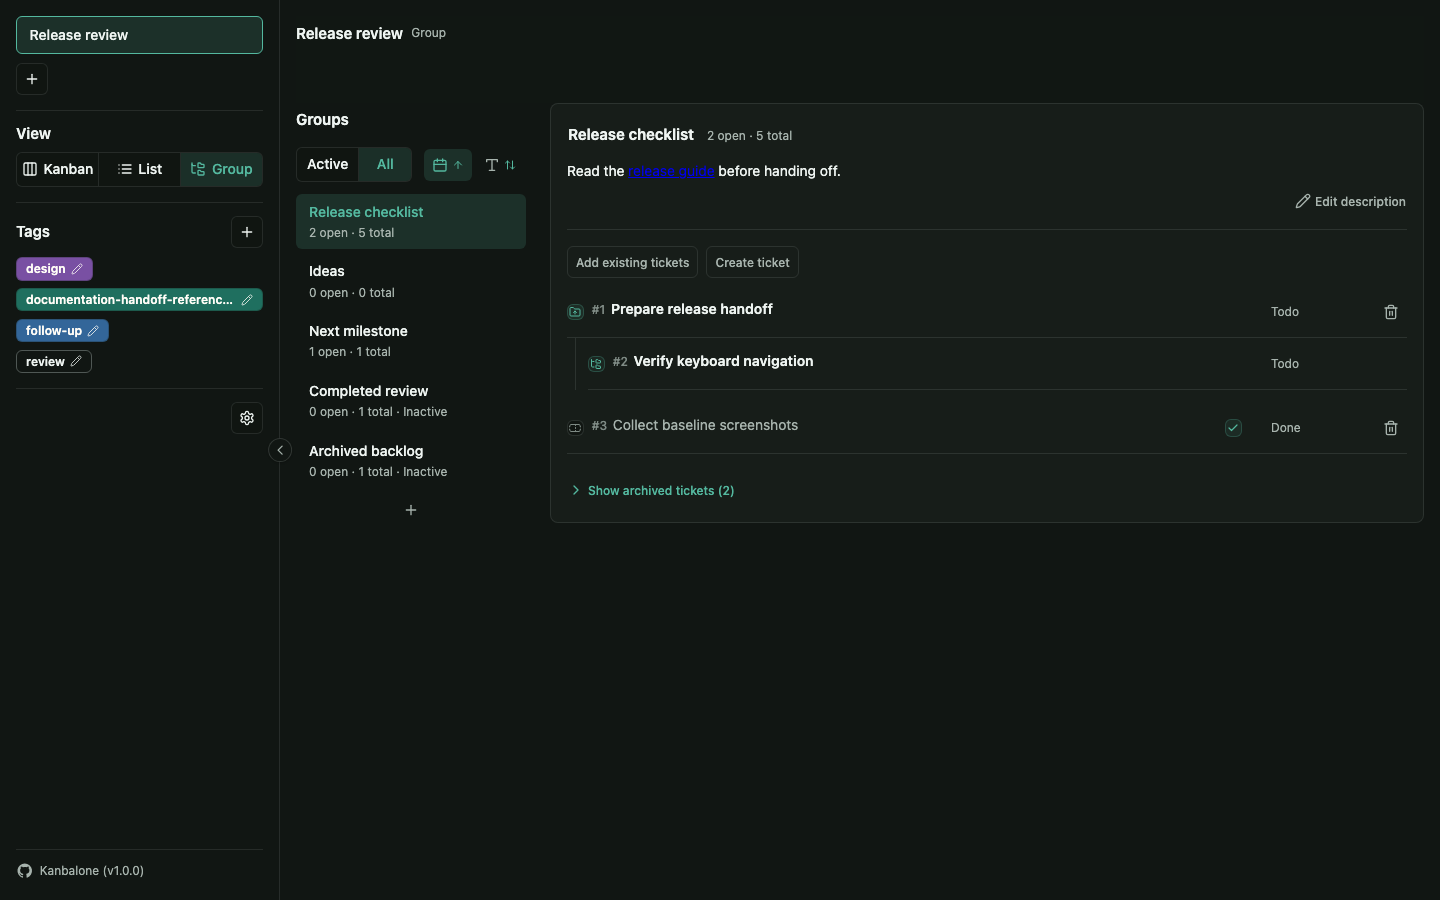 Release review
View
Kanban
List
Group
Tags
design
documentation-handoff-referenc...
follow-up
review
Kanbalone (v1.0.0)
Release review Group
Groups
Active
All
Release checklist
2 open · 5 total
Ideas
0 open · 0 total
Next milestone
1 open · 1 total
Completed review
0 open · 1 total · Inactive
Archived backlog
0 open · 1 total · Inactive
Release checklist 2 open · 5 total
Read the release guide before handing off.
Edit description
Add existing tickets
Create ticket
#1 Prepare release handoff Todo
#2 Verify keyboard navigation Todo
#3 Collect baseline screenshots Done
Show archived tickets (2)